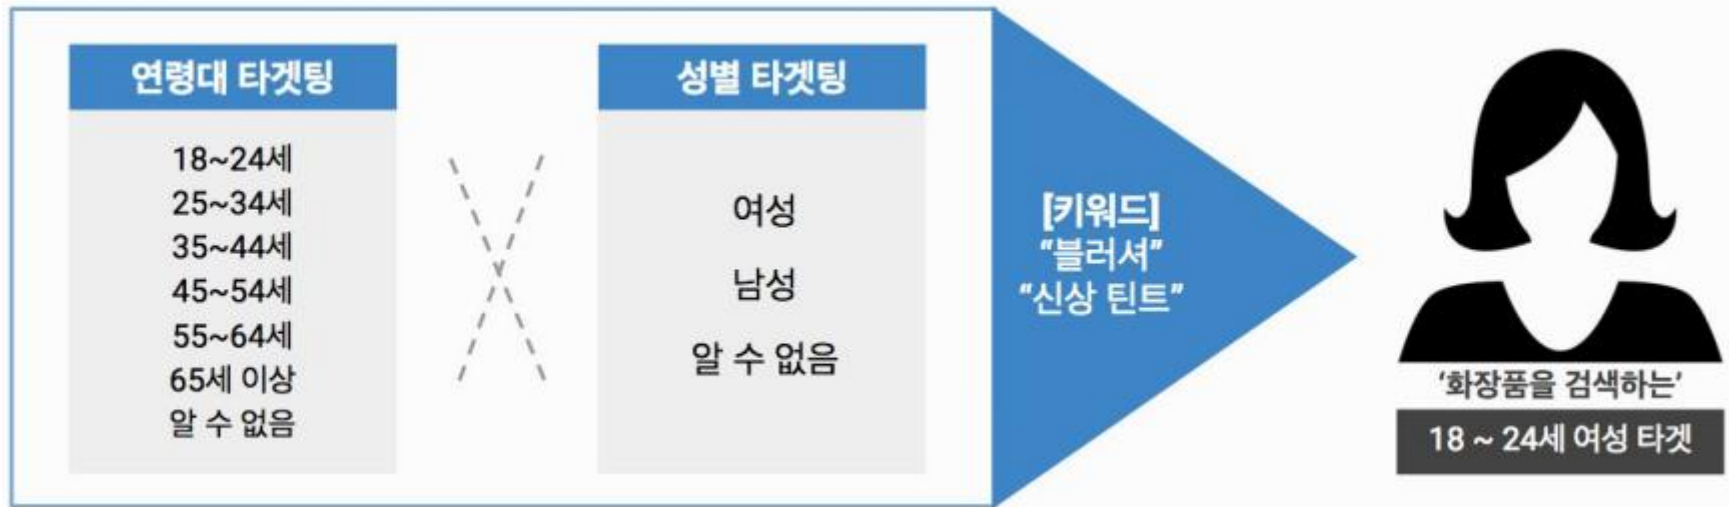 연령대 타겟팅
18~24세
25~34세
35~44세
45~54세
55~64세
65세 이상
알 수 없음
성별 타겟팅
여성
남성
알 수 없음
[키워드]
"블러셔"
"신상 틴트"
'화장품을 검색하는'
18 ~ 24세 여성 타겟